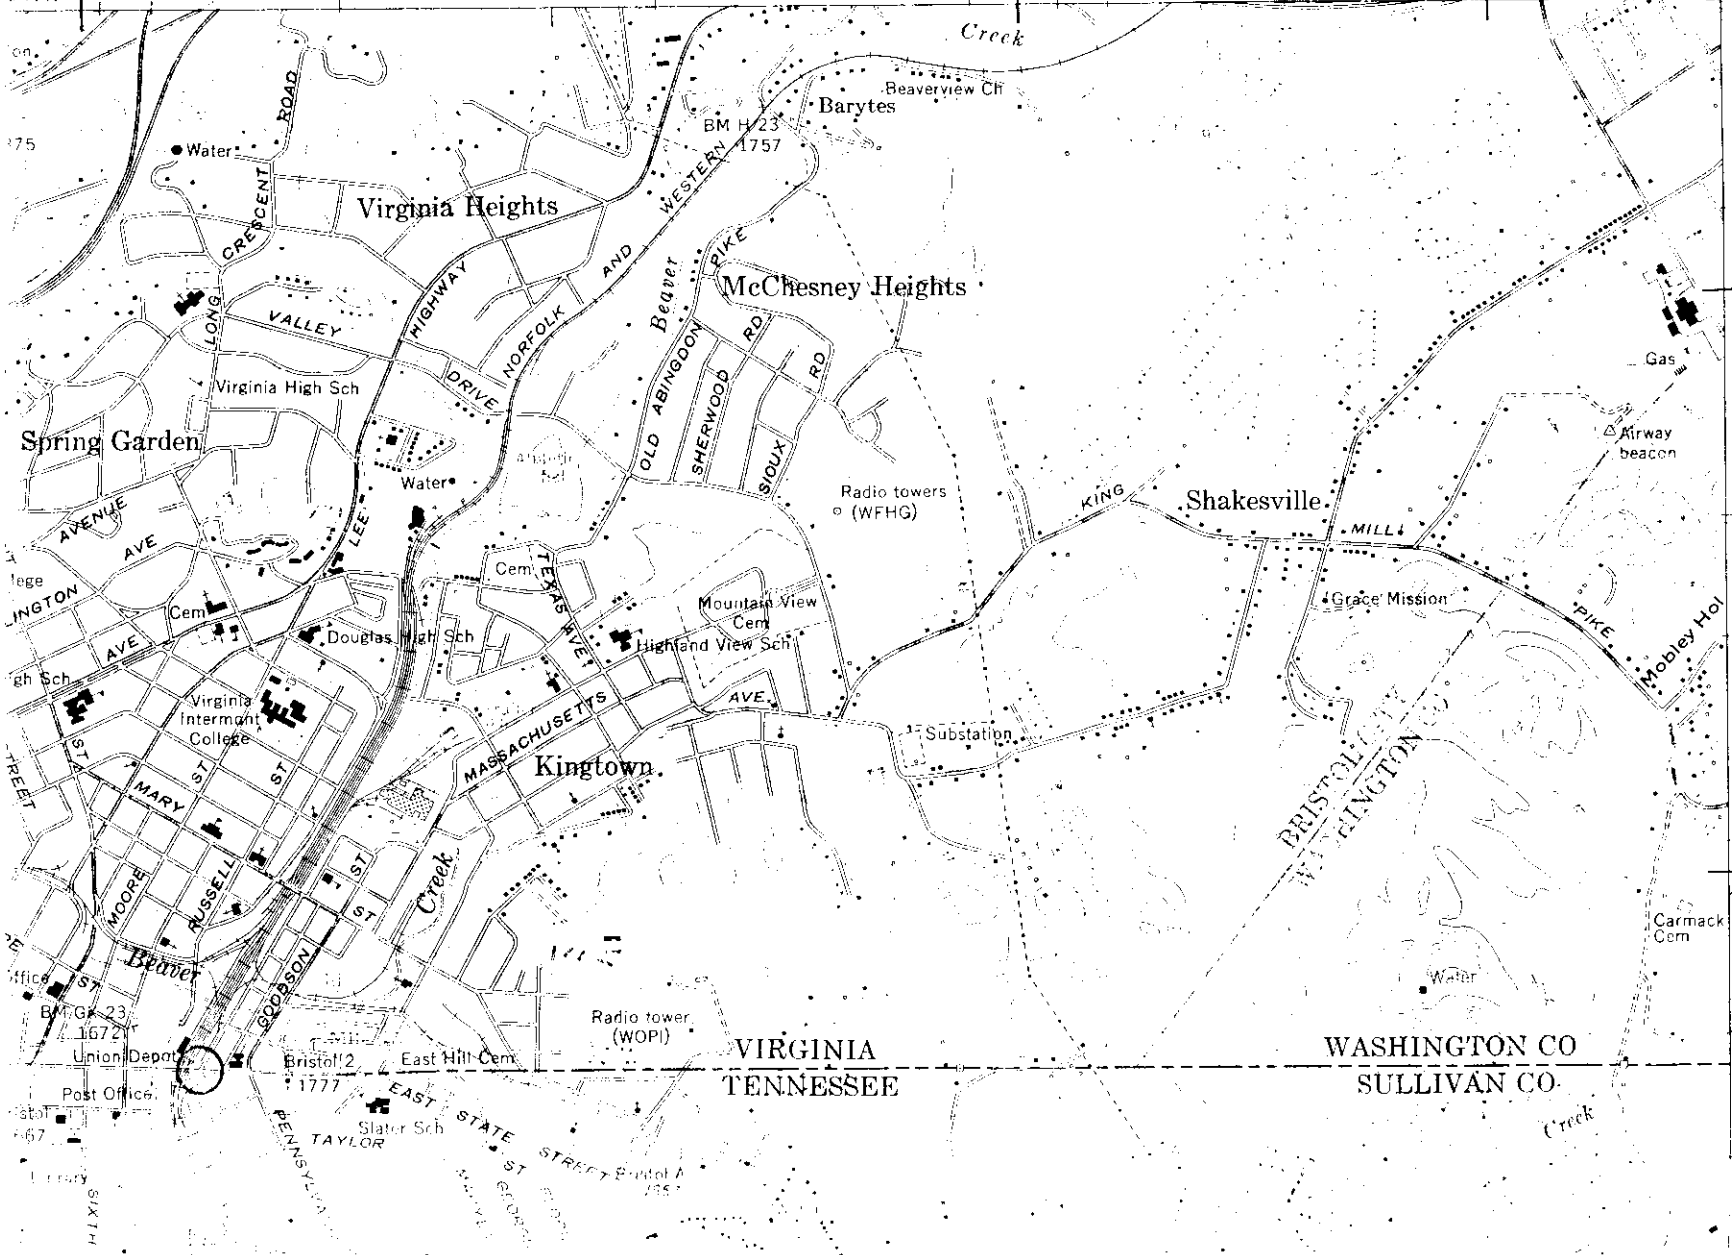 Creek
Beaverview Ch
Barytes
BM H 23
1757
ROAD
Water
Virginia Heights
CRESCENT
LONG
VALLEY
DRIVE
HIGHWAY
LEE
NORFOLK
AND
WESTERN
Beaver
PIKE
McChesney Heights
OLD ABINGDON
SHERWOOD
RD
SIOUX
RD
Gas
Airway
beacon
Virginia High Sch
Spring Garden
Water
Radio towers
(WFHG)
KING
Shakesville
MILL
PIKE
Mobley Hol
AVENUE
AVE
Cem
TEXAS AVE
Mountain View
Cem
Grace Mission
Cem
AVE
Douglas High Sch
Highland View Sch
Virginia
Intermont
College
ST
MASSACHUSETTS
AVE
Kingtown
Substation
BRISTOL CITY
WASHINGTON CO
MARY
ST
ST
ST
MOORE
RUSSELL
ST
ST
Creek
GOODSON
Beaver
ST
BM GK 23
1672
Union Depot
Post Office
Bristol 2
1777
East Hill Cem
Radio tower
(WOPI)
Carmack
Cem
Water
VIRGINIA
TENNESSEE
WASHINGTON CO
SULLIVAN CO
Creek
EAST STATE
STREET
Slater Sch
TAYLOR
ST
SIXTH